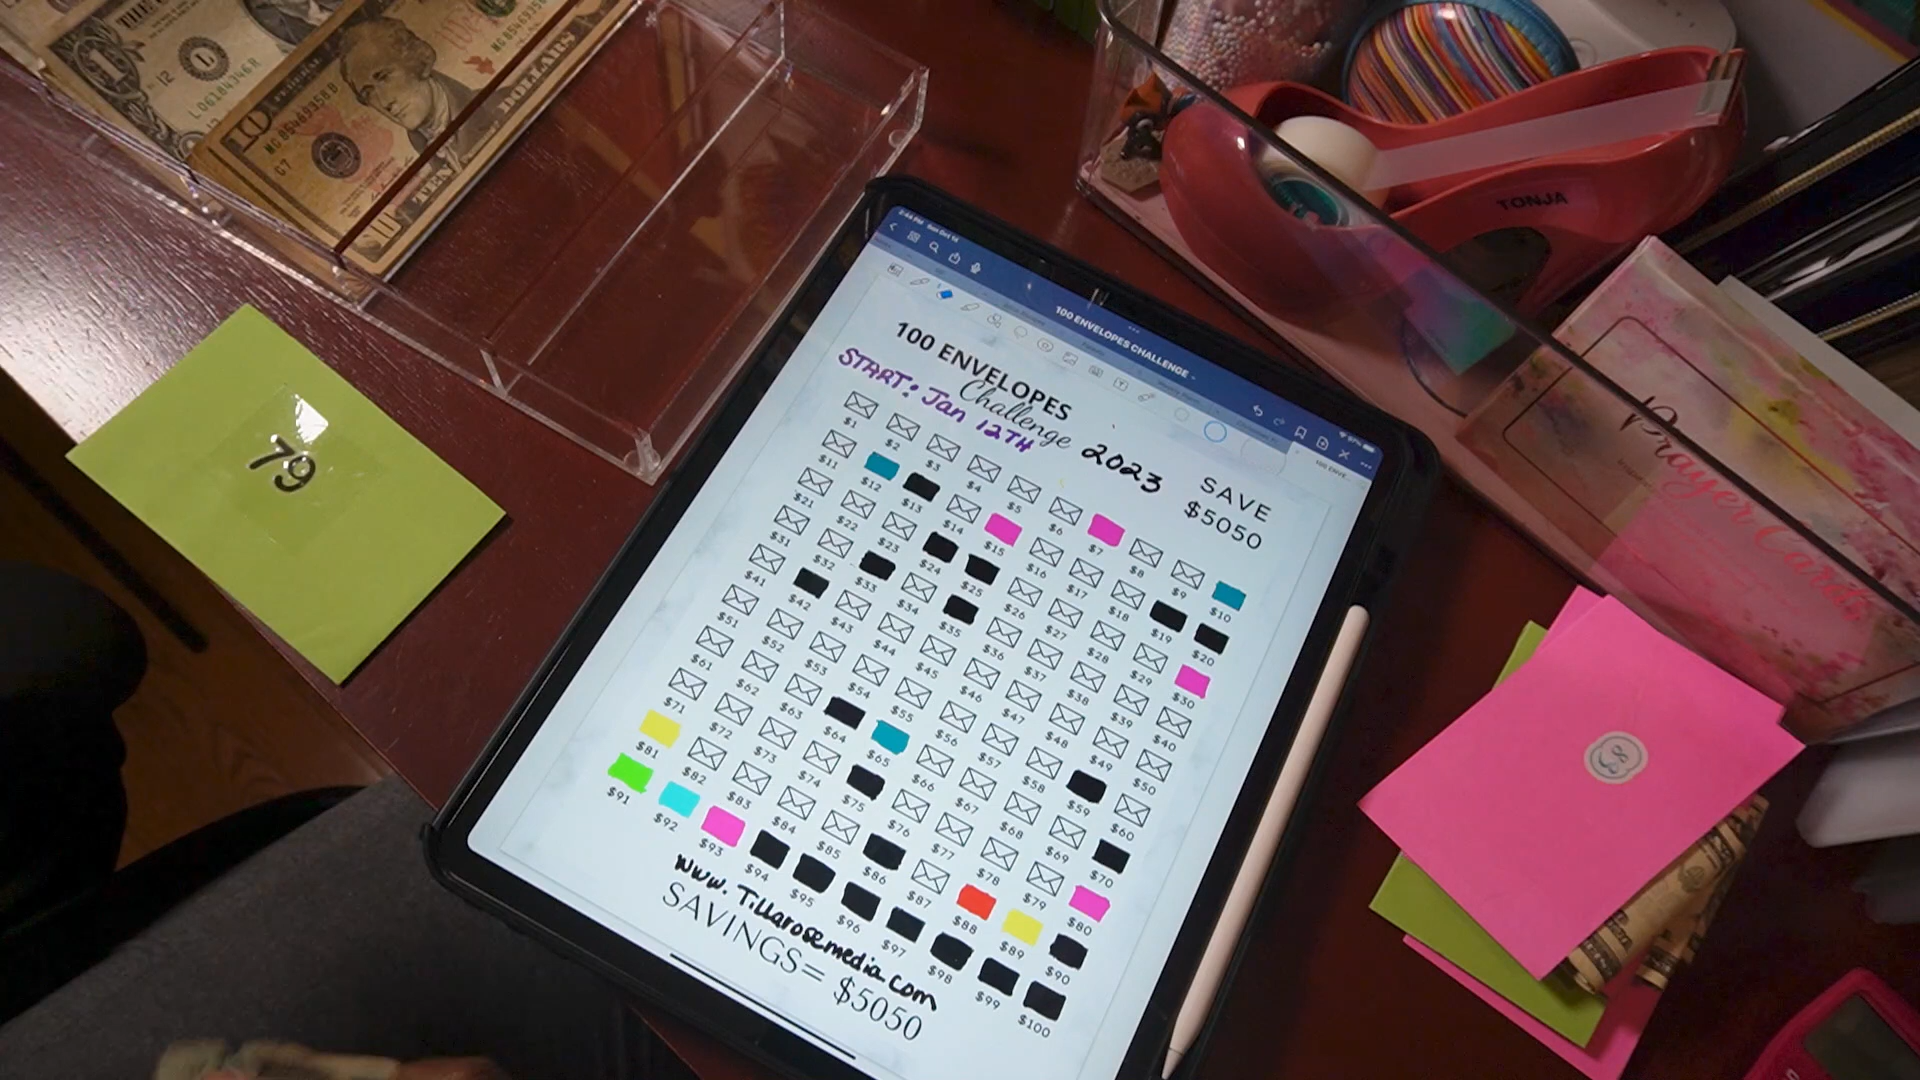 DOLLARS
10
MG85469358B
G7
TEN
10
L06184346R
12
L
TONJA
79
Prayer Cards
100 ENVELOPES CHALLENGE
100 ENVELOPES
Challenge 2023
START: Jan 12TH
SAVE
$5050
$1 $2 $3 $4 $5 $6 $7 $8 $9 $10
$11 $12 $13 $14 $15 $16 $17 $18 $19 $20
$21 $22 $23 $24 $25 $26 $27 $28 $29 $30
$31 $32 $33 $34 $35 $36 $37 $38 $39 $40
$41 $42 $43 $44 $45 $46 $47 $48 $49 $50
$51 $52 $53 $54 $55 $56 $57 $58 $59 $60
$61 $62 $63 $64 $65 $66 $67 $68 $69 $70
$71 $72 $73 $74 $75 $76 $77 $78 $79 $80
$81 $82 $83 $84 $85 $86 $87 $88 $89 $90
$91 $92 $93 $94 $95 $96 $97 $98 $99 $100
www.Tillarosemedia.com
SAVINGS= $5050